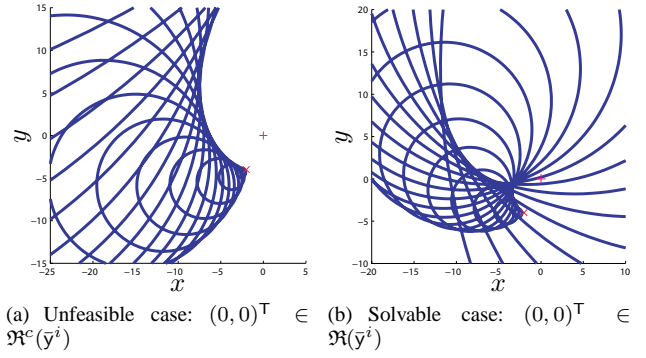 15
10
5
0
−5
−10
−15
y
−25 −20 −15 −10 −5 0 5
x
20
15
10
5
0
−5
−10
y
−20 −15 −10 −5 0 5 10
x
(a) Unfeasible case: (0, 0)ᵀ ∈
ℜᶜ(ȳⁱ)
(b) Solvable case: (0, 0)ᵀ ∈
ℜ(ȳⁱ)